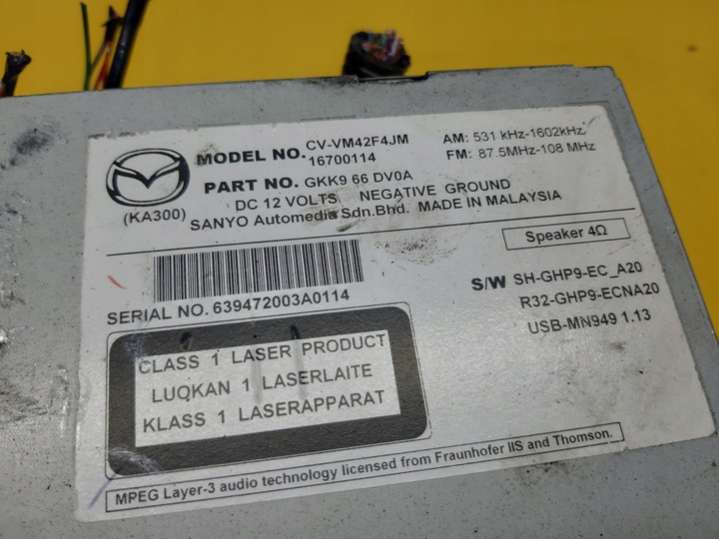 MODEL NO. CV-VM42F4JM
16700114
AM: 531 kHz-1602kHz
FM: 87.5MHz-108 MHz
PART NO. GKK9 66 DV0A
(KA300)
DC 12 VOLTS NEGATIVE GROUND
SANYO Automedia Sdn.Bhd. MADE IN MALAYSIA
Speaker 4Ω
SERIAL NO. 639472003A0114
S/W SH-GHP9-EC_A20
R32-GHP9-ECNA20
USB-MN949 1.13
CLASS 1 LASER PRODUCT
LUOKAN 1 LASERLAITE
KLASS 1 LASERAPPARAT
MPEG Layer-3 audio technology licensed from Fraunhofer IIS and Thomson.